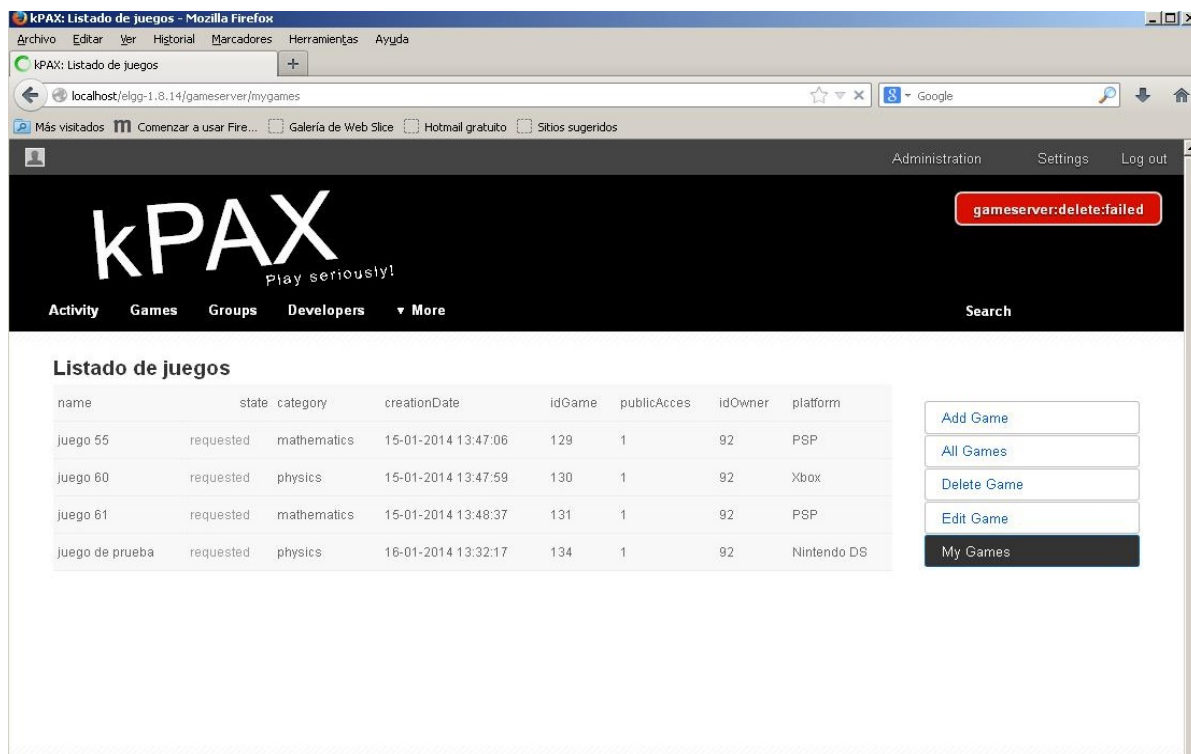 kPAX: Listado de juegos - Mozilla Firefox
Archivo Editar Ver Historial Marcadores Herramientas Ayuda
kPAX: Listado de juegos
localhost/elgg-1.8.14/gameserver/mygames
Google
Más visitados Comenzar a usar Fire... Galería de Web Slice Hotmail gratuito Sitios sugeridos
Administration Settings Log out
gameserver:delete:failed
kPAX
Play seriously!
Activity Games Groups Developers ▼ More
Search
Listado de juegos
name state category creationDate idGame publicAcces idOwner platform
juego 55 requested mathematics 15-01-2014 13:47:06 129 1 92 PSP
juego 60 requested physics 15-01-2014 13:47:59 130 1 92 Xbox
juego 61 requested mathematics 15-01-2014 13:48:37 131 1 92 PSP
juego de prueba requested physics 16-01-2014 13:32:17 134 1 92 Nintendo DS
Add Game
All Games
Delete Game
Edit Game
My Games